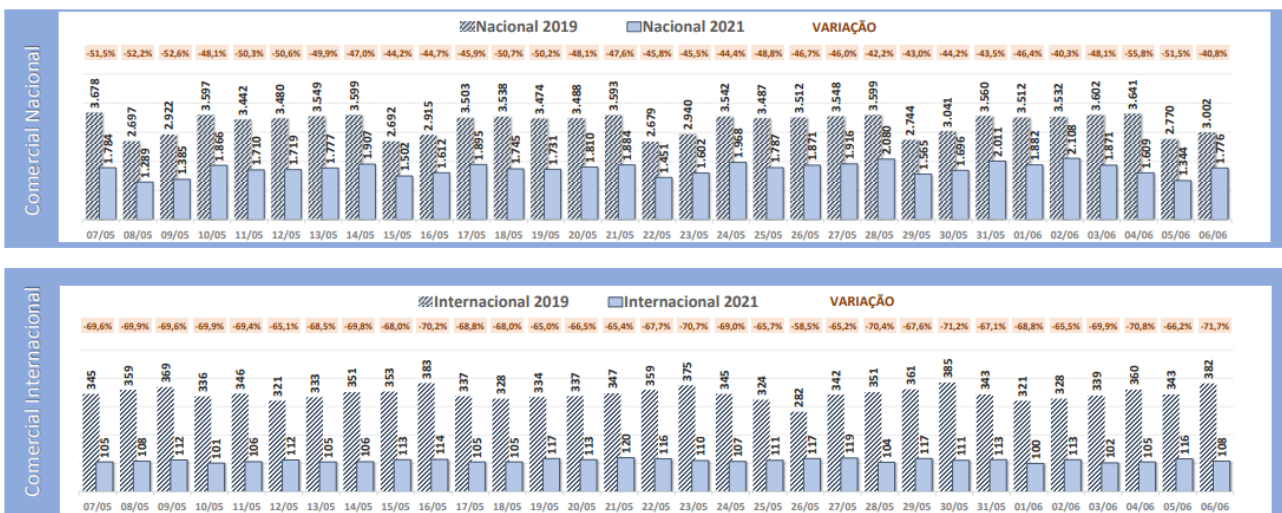 Comercial Nacional
Nacional 2019 Nacional 2021 VARIAÇÃO
-51,5% -52,2% -52,6% -48,1% -50,3% -50,6% -49,9% -47,0% -44,2% -44,7% -45,9% -50,7% -50,2% -48,1% -47,6% -45,8% -45,5% -44,4% -48,8% -46,7% -46,0% -42,2% -43,0% -44,2% -43,5% -46,4% -40,3% -48,1% -55,8% -51,5% -40,8%
3.678 2.697 2.922 3.597 3.442 3.480 3.549 3.599 2.692 2.915 3.503 3.538 3.474 3.488 3.593 2.679 2.940 3.542 3.487 3.512 3.548 3.599 2.744 3.041 3.560 3.512 3.532 3.602 3.641 2.770 3.002
1.784 1.289 1.385 1.866 1.710 1.719 1.777 1.907 1.502 1.612 1.895 1.745 1.731 1.810 1.884 1.451 1.602 1.968 1.787 1.871 1.916 2.080 1.565 1.696 2.011 1.882 2.108 1.871 1.609 1.344 1.776
07/05 08/05 09/05 10/05 11/05 12/05 13/05 14/05 15/05 16/05 17/05 18/05 19/05 20/05 21/05 22/05 23/05 24/05 25/05 26/05 27/05 28/05 29/05 30/05 31/05 01/06 02/06 03/06 04/06 05/06 06/06
Comercial Internacional
Internacional 2019 Internacional 2021 VARIAÇÃO
-69,6% -69,9% -69,6% -69,9% -69,4% -65,1% -68,5% -69,8% -68,0% -70,2% -68,8% -68,0% -65,0% -66,5% -65,4% -67,7% -70,7% -69,0% -65,7% -58,5% -65,2% -70,4% -67,6% -71,2% -67,1% -68,8% -65,5% -69,9% -70,8% -66,2% -71,7%
345 359 369 336 346 321 333 351 353 383 337 328 334 337 347 359 375 345 324 282 342 351 361 385 343 321 328 339 360 343 382
105 108 112 101 106 112 105 106 113 114 105 105 117 113 120 116 110 107 111 117 119 104 117 111 113 100 113 102 105 116 108
07/05 08/05 09/05 10/05 11/05 12/05 13/05 14/05 15/05 16/05 17/05 18/05 19/05 20/05 21/05 22/05 23/05 24/05 25/05 26/05 27/05 28/05 29/05 30/05 31/05 01/06 02/06 03/06 04/06 05/06 06/06